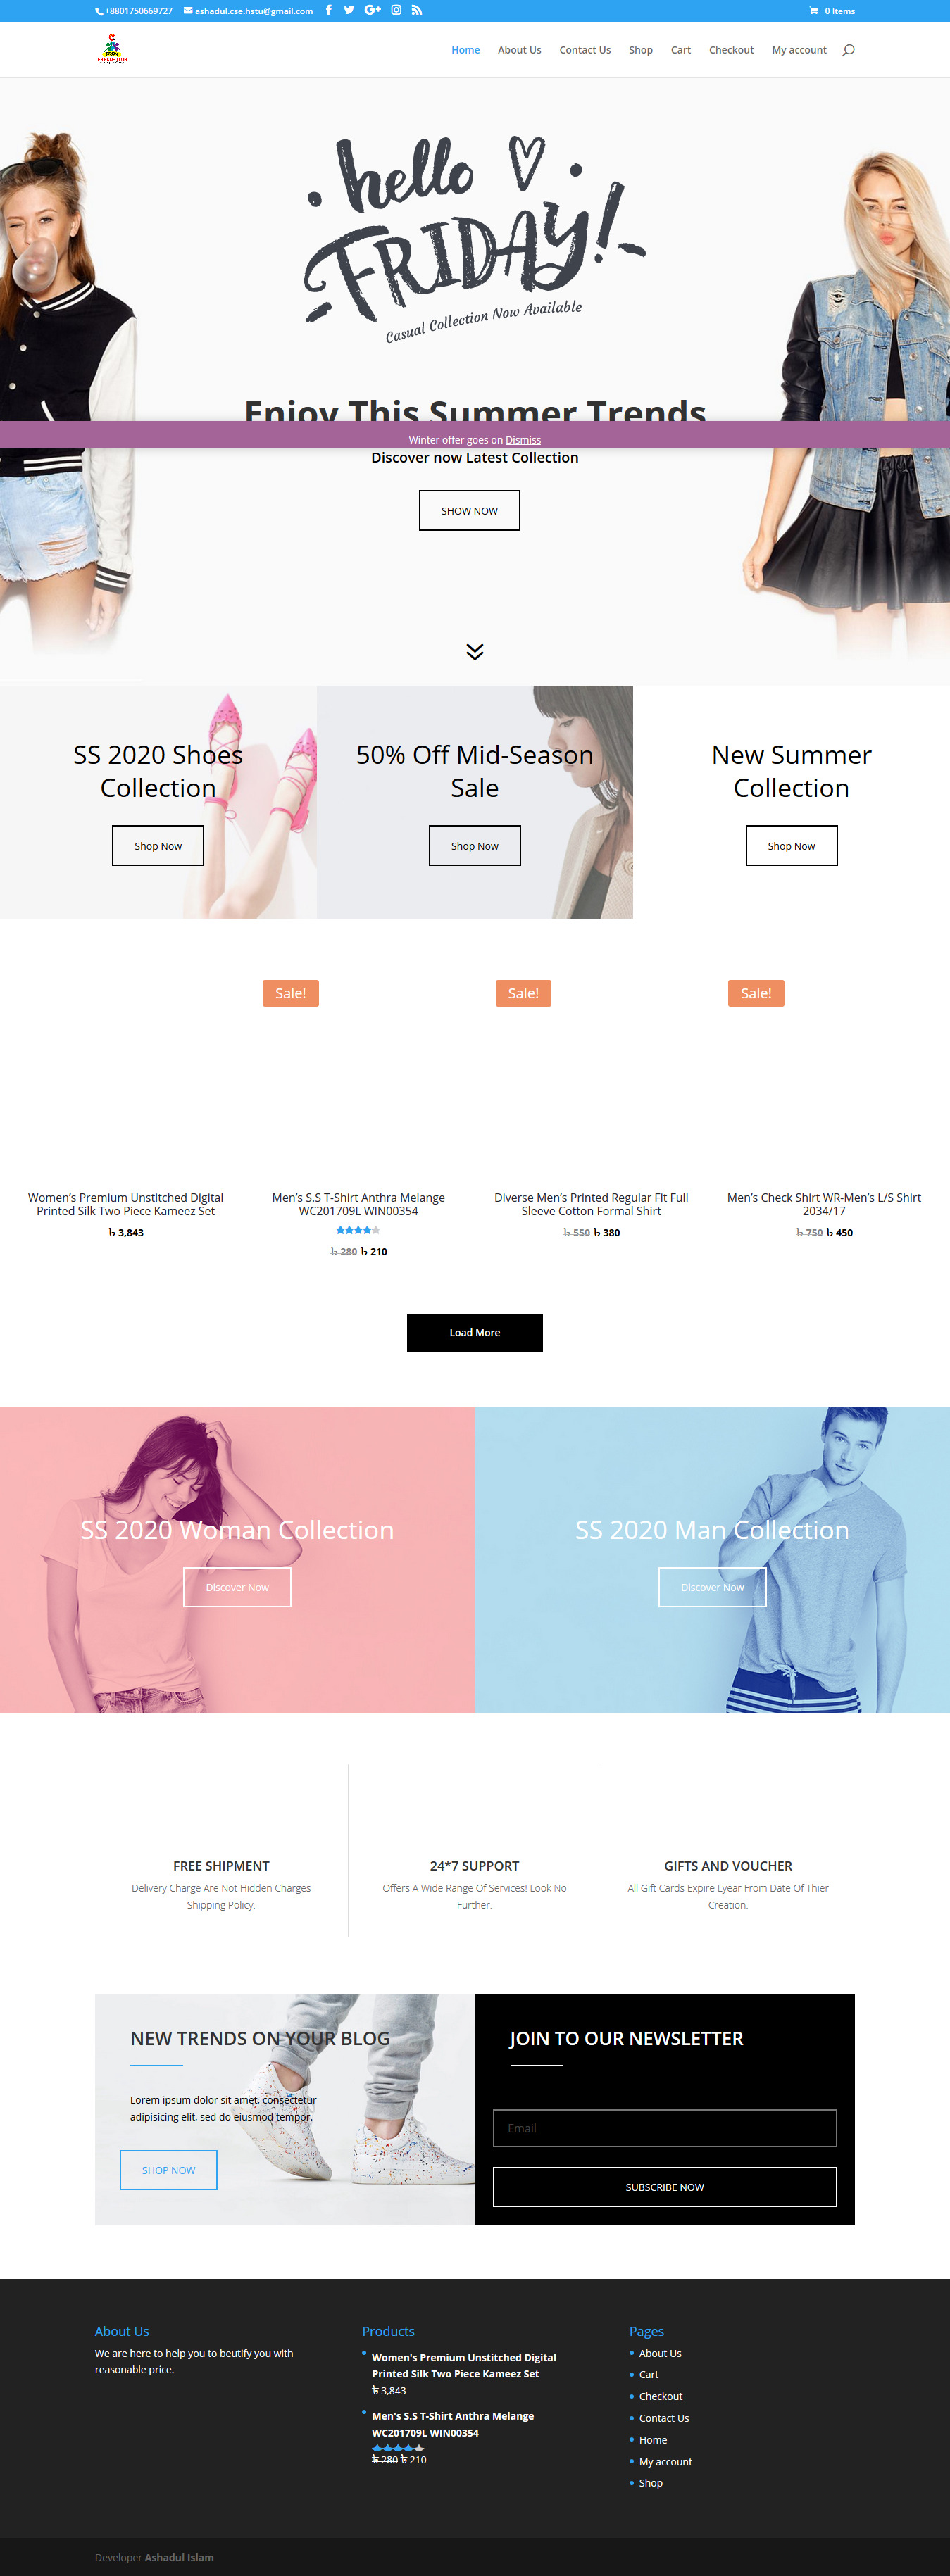 +8801750669727 ashadul.cse.hstu@gmail.com 0 Items
Home About Us Contact Us Shop Cart Checkout My account
hello
FRIDAY!
Casual Collection Now Available
Enjoy This Summer Trends
Winter offer goes on Dismiss
Discover now Latest Collection
SHOW NOW
SS 2020 Shoes
Collection
Shop Now
50% Off Mid-Season
Sale
Shop Now
New Summer
Collection
Shop Now
Sale!
Sale!
Sale!
Women's Premium Unstitched Digital
Printed Silk Two Piece Kameez Set
৳ 3,843
Men's S.S T-Shirt Anthra Melange
WC201709L WIN00354
৳ 280 ৳ 210
Diverse Men's Printed Regular Fit Full
Sleeve Cotton Formal Shirt
৳ 550 ৳ 380
Men's Check Shirt WR-Men's L/S Shirt
2034/17
৳ 750 ৳ 450
Load More
SS 2020 Woman Collection
Discover Now
SS 2020 Man Collection
Discover Now
FREE SHIPMENT
Delivery Charge Are Not Hidden Charges
Shipping Policy.
24*7 SUPPORT
Offers A Wide Range Of Services! Look No
Further.
GIFTS AND VOUCHER
All Gift Cards Expire Lyear From Date Of Thier
Creation.
NEW TRENDS ON YOUR BLOG
Lorem ipsum dolor sit amet, consectetur
adipisicing elit, sed do eiusmod tempor.
SHOP NOW
JOIN TO OUR NEWSLETTER
Email
SUBSCRIBE NOW
About Us
We are here to help you to beutify you with
reasonable price.
Products
Women's Premium Unstitched Digital
Printed Silk Two Piece Kameez Set
৳ 3,843
Men's S.S T-Shirt Anthra Melange
WC201709L WIN00354
৳ 280 ৳ 210
Pages
About Us
Cart
Checkout
Contact Us
Home
My account
Shop
Developer Ashadul Islam